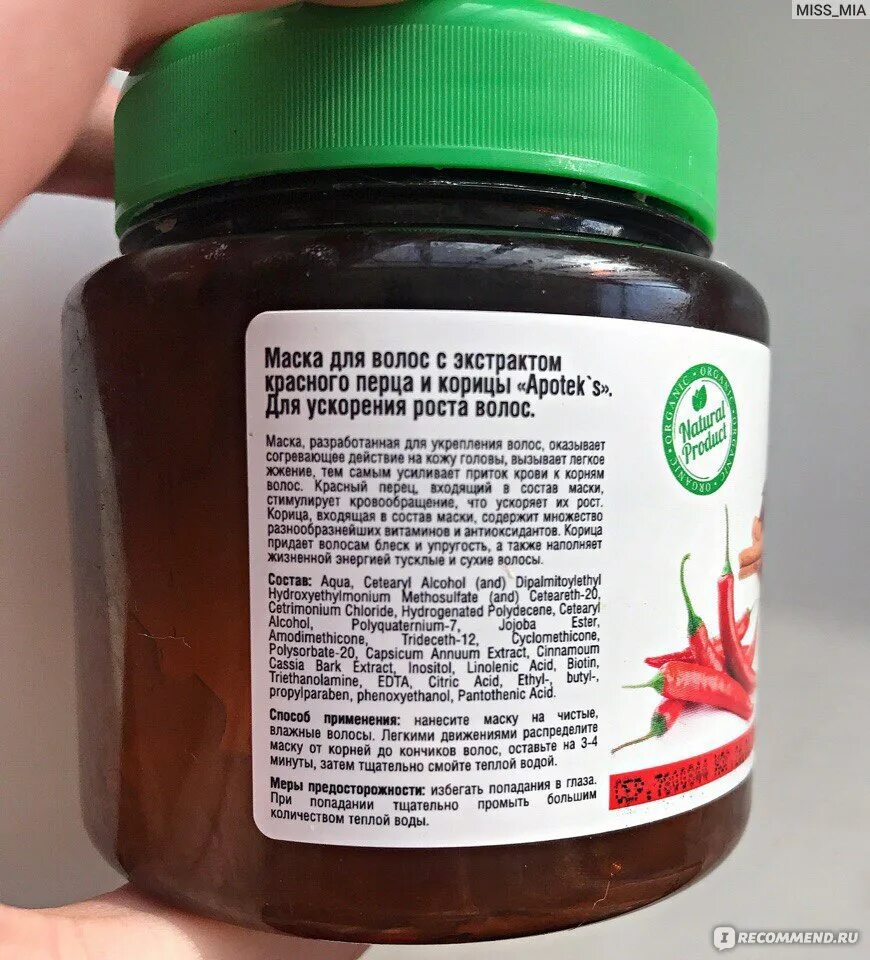 MISS_MIA
Маска для волос с экстрактом
красного перца и корицы «Apotek`s».
Для ускорения роста волос.
Маска, разработанная для укрепления волос, оказывает
согревающее действие на кожу головы, вызывает легкое
жжение, тем самым усиливает приток крови к корням
волос. Красный перец, входящий в состав маски,
стимулирует кровообращение, что ускоряет их рост.
Корица, входящая в состав маски, содержит множество
разнообразнейших витаминов и антиоксидантов. Корица
придает волосам блеск и упругость, а также наполняет
жизненной энергией тусклые и сухие волосы.
Состав: Aqua, Cetearyl Alcohol (and) Dipalmitoylethyl
Hydroxyethylmonium Methosulfate (and) Ceteareth-20,
Cetrimonium Chloride, Hydrogenated Polydecene, Cetearyl
Alcohol, Polyquaternium-7, Jojoba Ester,
Amodimethicone, Trideceth-12, Cyclomethicone,
Polysorbate-20, Capsicum Annuum Extract, Cinnamoum
Cassia Bark Extract, Inositol, Linolenic Acid, Biotin,
Triethanolamine, EDTA, Citric Acid, Ethyl-, butyl-,
propylparaben, phenoxyethanol, Pantothenic Acid.
Способ применения: нанесите маску на чистые,
влажные волосы. Легкими движениями распределите
маску от корней до кончиков волос, оставьте на 3-4
минуты, затем тщательно смойте теплой водой.
Меры предосторожности: избегать попадания в глаза.
При попадании тщательно промыть большим
количеством теплой воды.
ORGANIC • ORGANIC • ORGANIC
Natural
Product
СЕР.
IRECOMMEND.RU